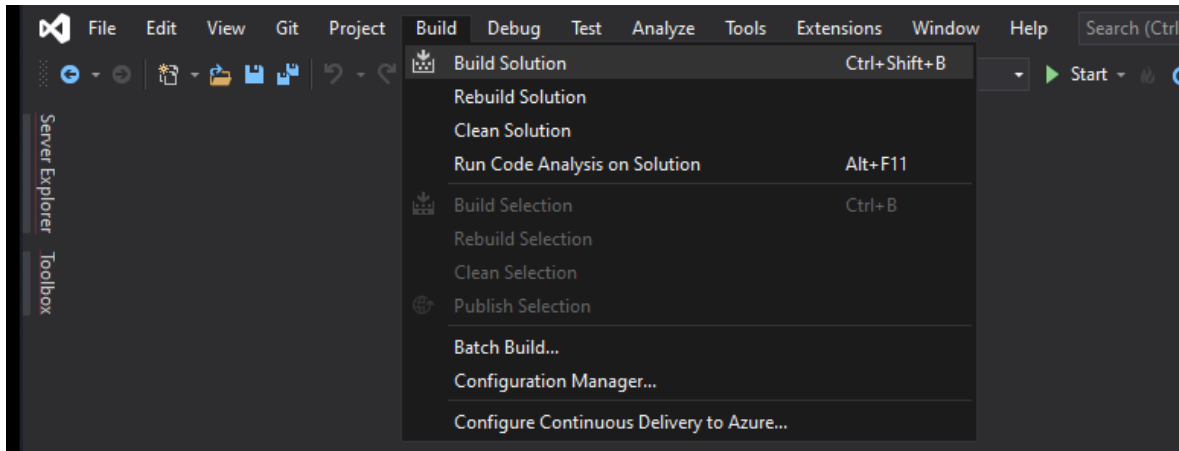 File Edit View Git Project Build Debug Test Analyze Tools Extensions Window Help Search (Ctrl
Start
Server Explorer
Toolbox
Build Solution Ctrl+Shift+B
Rebuild Solution
Clean Solution
Run Code Analysis on Solution Alt+F11
Build Selection Ctrl+B
Rebuild Selection
Clean Selection
Publish Selection
Batch Build...
Configuration Manager...
Configure Continuous Delivery to Azure...